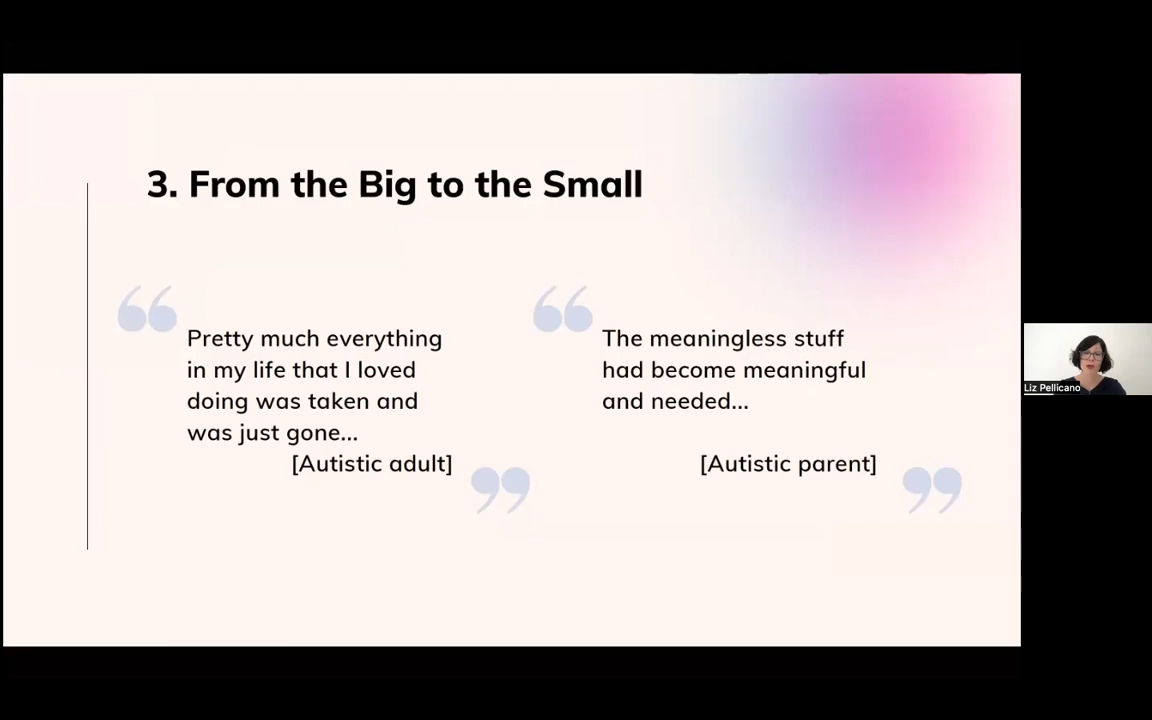 3. From the Big to the Small
“
Pretty much everything
in my life that I loved
doing was taken and
was just gone...
[Autistic adult]
”
“
The meaningless stuff
had become meaningful
and needed...
[Autistic parent]
”
Liz Pellicano